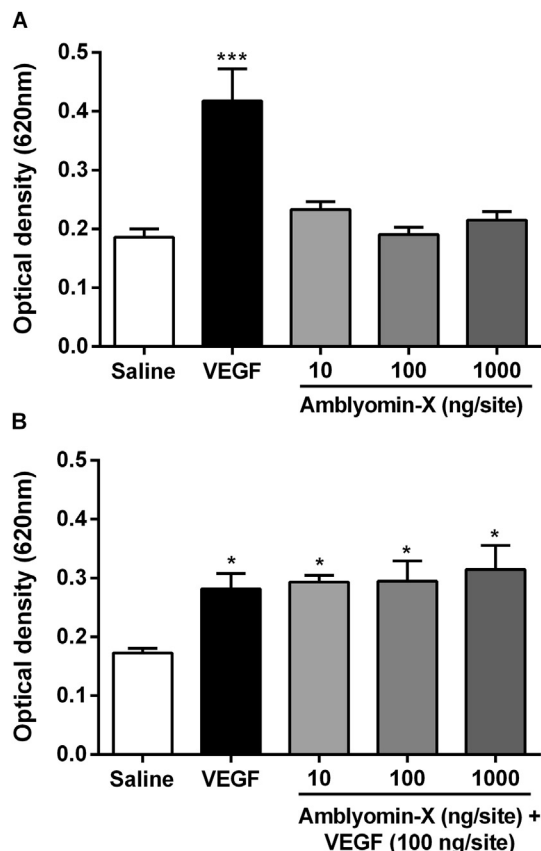 A
Optical density (620nm)
0.5
0.4
0.3
0.2
0.1
0.0
***
Saline VEGF 10 100 1000
Amblyomin-X (ng/site)
B
Optical density (620nm)
0.5
0.4
0.3
0.2
0.1
0.0
* * * *
Saline VEGF 10 100 1000
Amblyomin-X (ng/site) +
VEGF (100 ng/site)